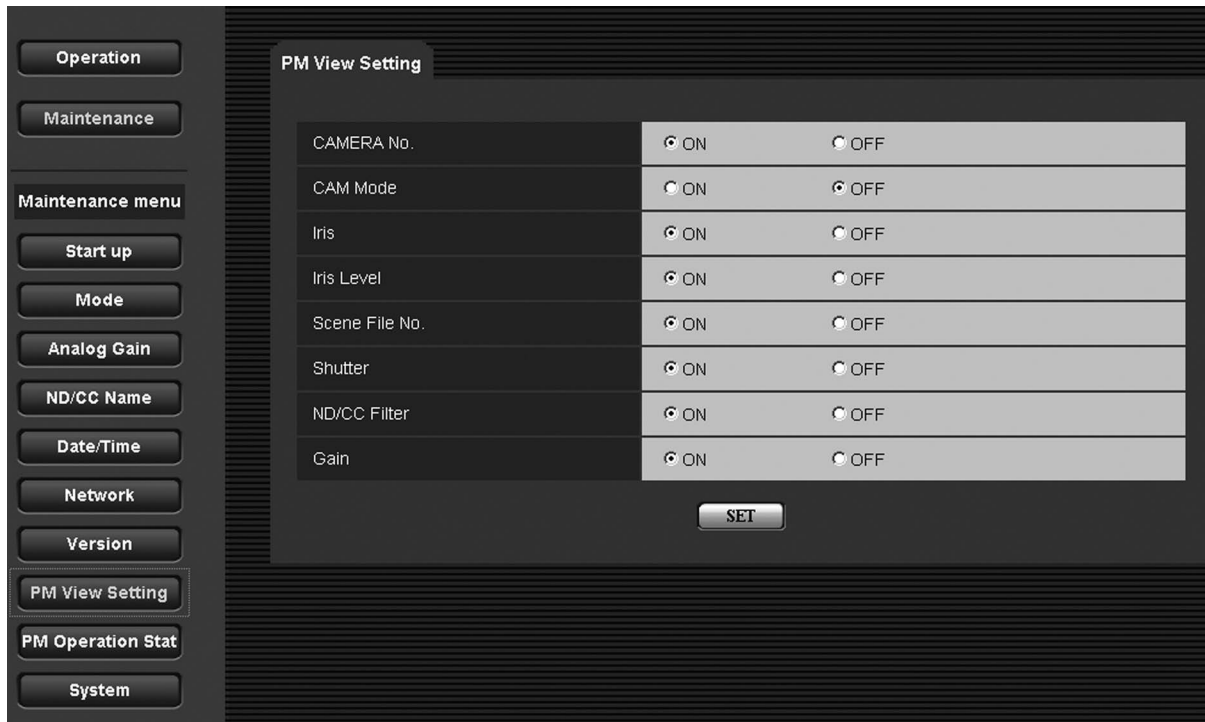 Operation
Maintenance
Maintenance menu
Start up
Mode
Analog Gain
ND/CC Name
Date/Time
Network
Version
PM View Setting
PM Operation Stat
System
PM View Setting
CAMERA No. ON OFF
CAM Mode ON OFF
Iris ON OFF
Iris Level ON OFF
Scene File No. ON OFF
Shutter ON OFF
ND/CC Filter ON OFF
Gain ON OFF
SET